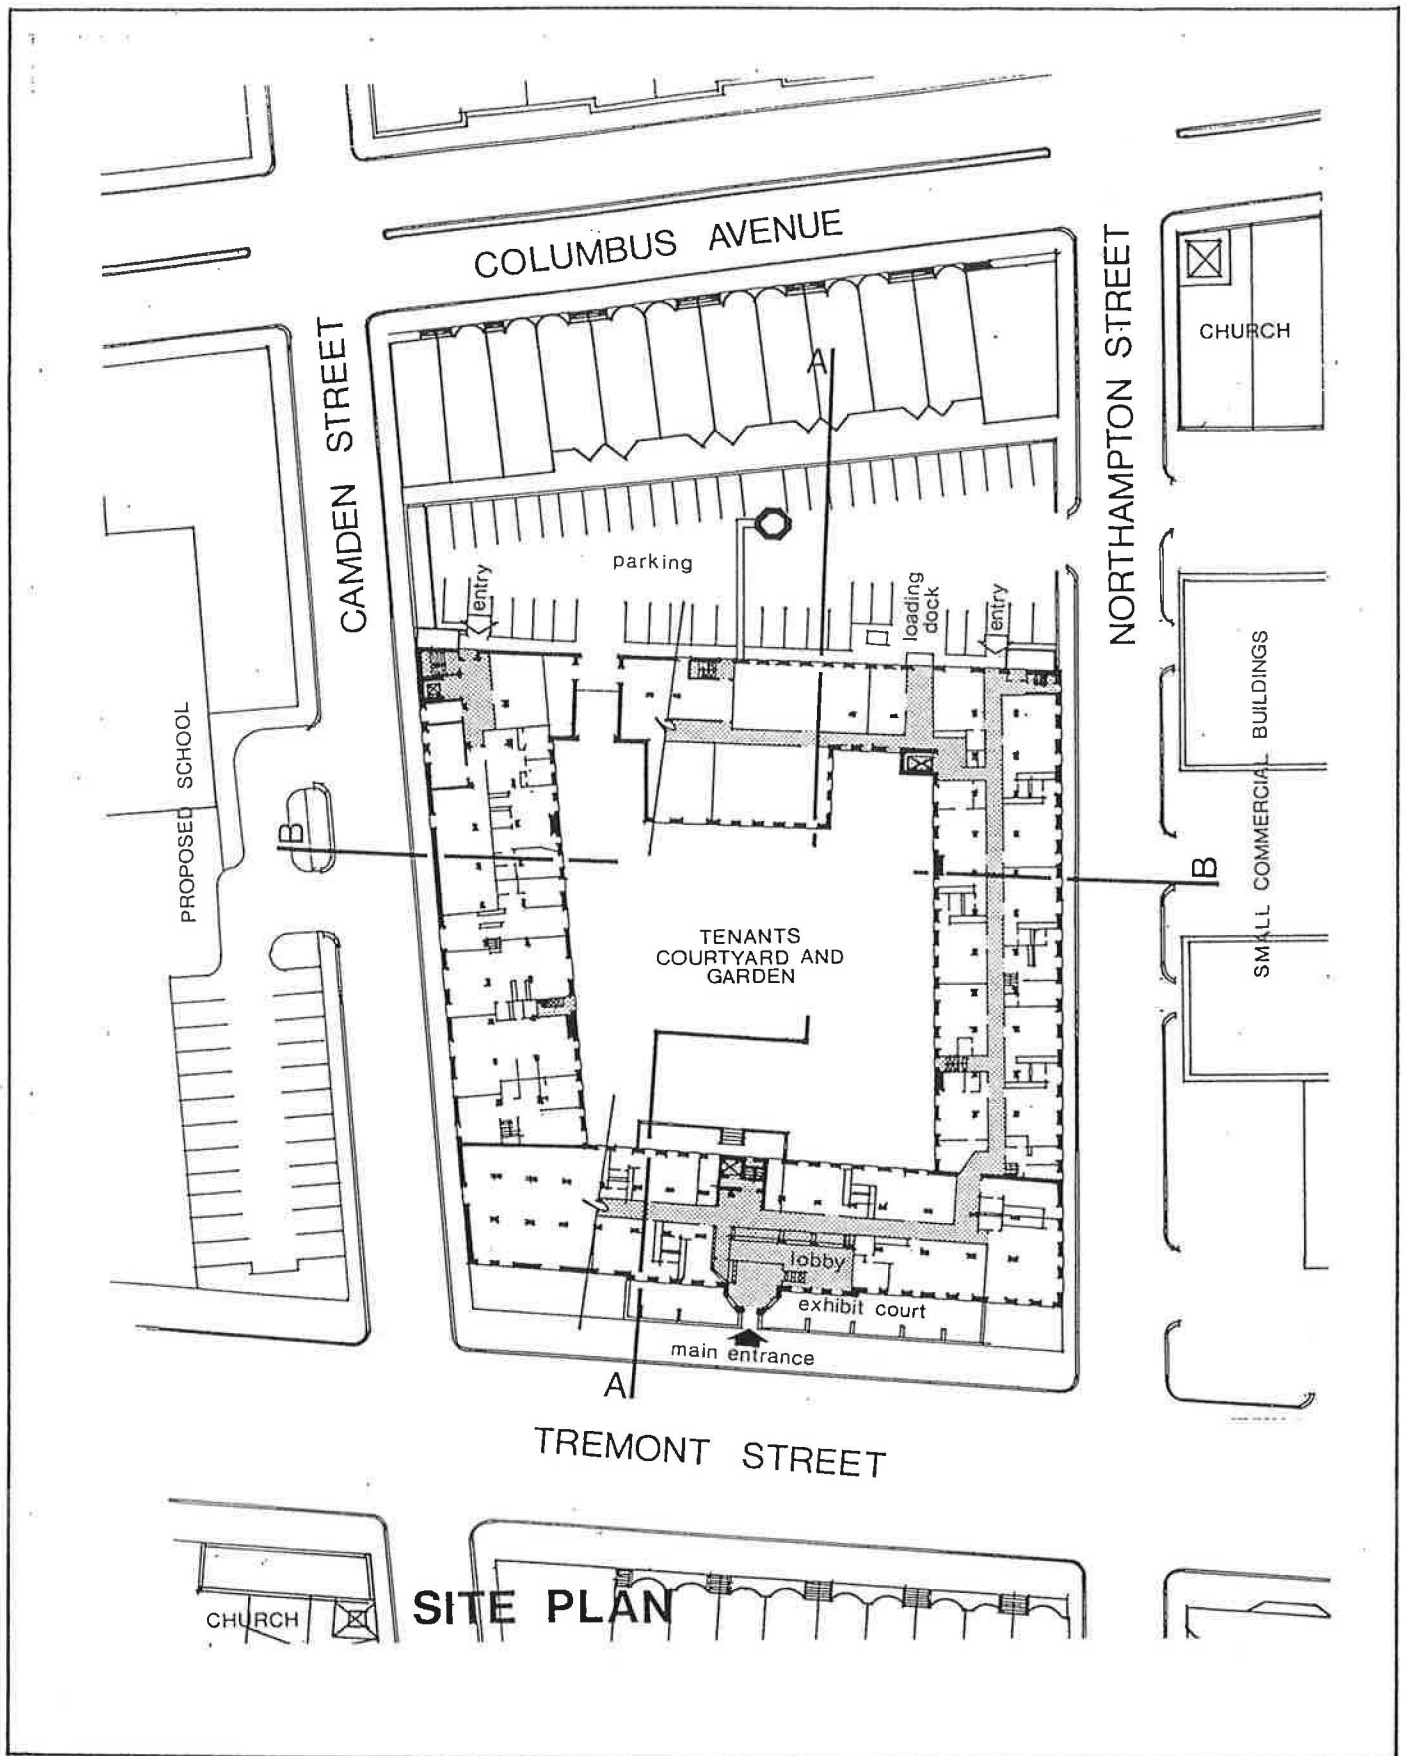 COLUMBUS AVENUE
NORTHAMPTON STREET
CHURCH
CAMDEN STREET
A
parking
entry
loading
dock
entry
PROPOSED SCHOOL
SMALL COMMERCIAL BUILDINGS
B
B
TENANTS
COURTYARD AND
GARDEN
lobby
exhibit court
main entrance
A
TREMONT STREET
SITE PLAN
CHURCH